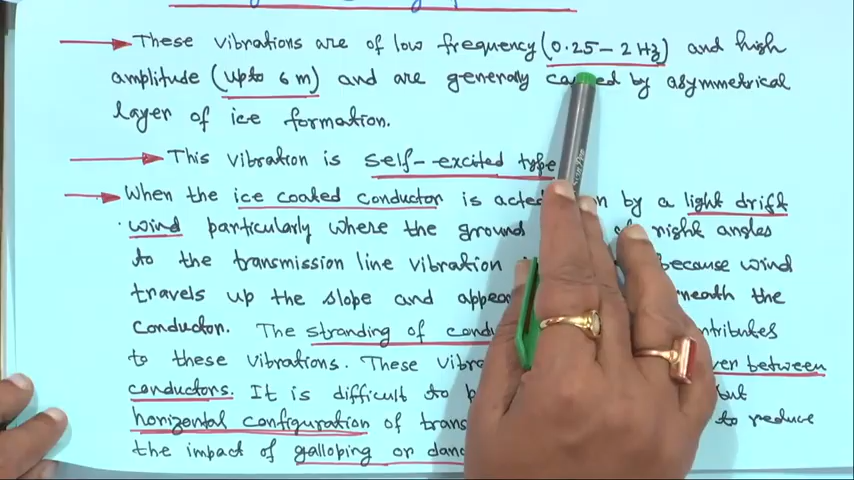 These vibrations are of low frequency (0.25 - 2 Hz) and high
amplitude (upto 6 m) and are generally caused by asymmetrical
layer of ice formation.
This vibration is self-excited type
When the ice coated conductor is acted by a light drift
wind particularly where the ground right angles
to the transmission line vibration because wind
travels up the slope and the
conductor. The stranding of
to these vibrations. These between
conductors. It is difficult to but
horizontal configuration of to reduce
the impact of galloping or